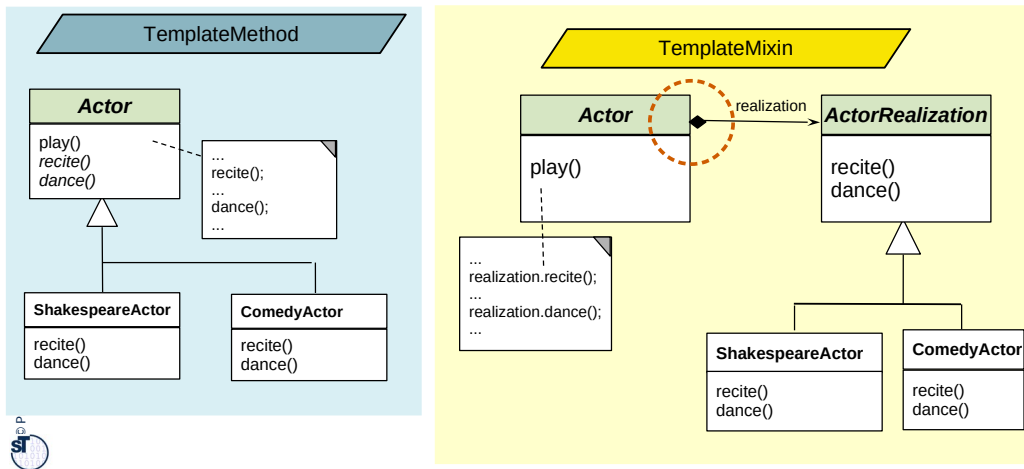 TemplateMethod
Actor
play()
recite()
dance()
...
recite();
...
dance();
...
ShakespeareActor
recite()
dance()
ComedyActor
recite()
dance()
TemplateMixin
Actor
play()
realization
ActorRealization
recite()
dance()
...
realization.recite();
...
realization.dance();
...
ShakespeareActor
recite()
dance()
ComedyActor
recite()
dance()
© P
ST